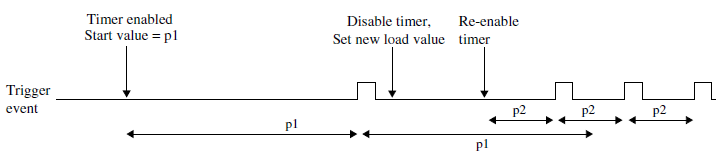 Timer enabled
Start value = p1
Disable timer,
Set new load value
Re-enable
timer
Trigger
event
p2
p2
p2
p1
p1